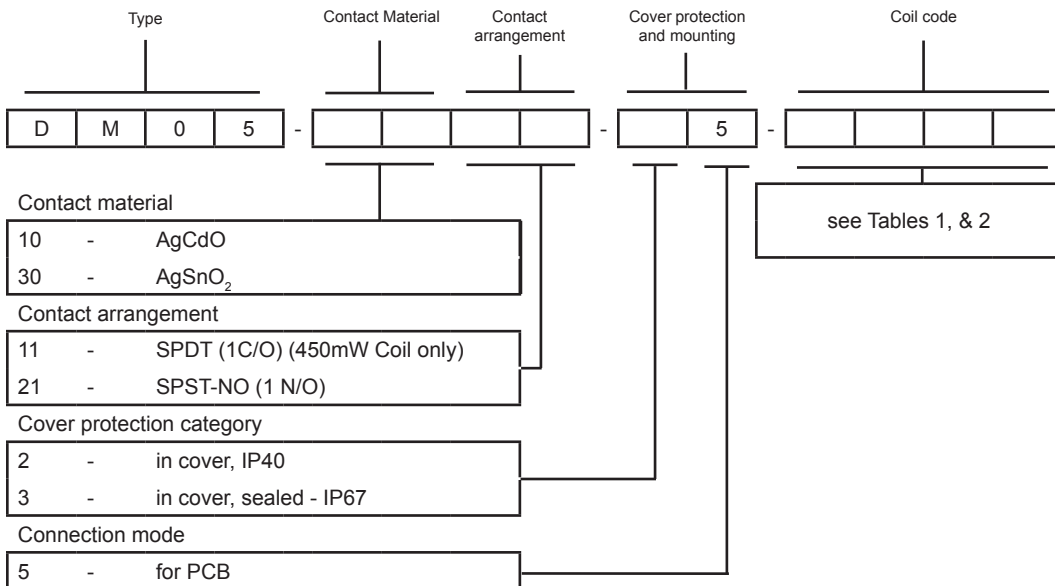 Type
Contact Material
Contact
arrangement
Cover protection
and mounting
Coil code
D M 0 5 - - 5 -
Contact material
10 - AgCdO
30 - AgSnO₂
see Tables 1, & 2
Contact arrangement
11 - SPDT (1C/O) (450mW Coil only)
21 - SPST-NO (1 N/O)
Cover protection category
2 - in cover, IP40
3 - in cover, sealed - IP67
Connection mode
5 - for PCB